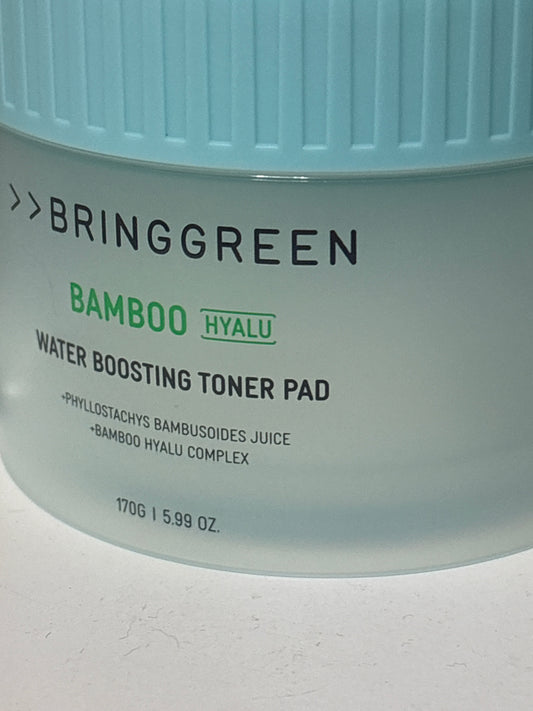 >>BRINGGREEN
BAMBOO HYALU
WATER BOOSTING TONER PAD
+PHYLLOSTACHYS BAMBUSOIDES JUICE
+BAMBOO HYALU COMPLEX
170G | 5.99 OZ.